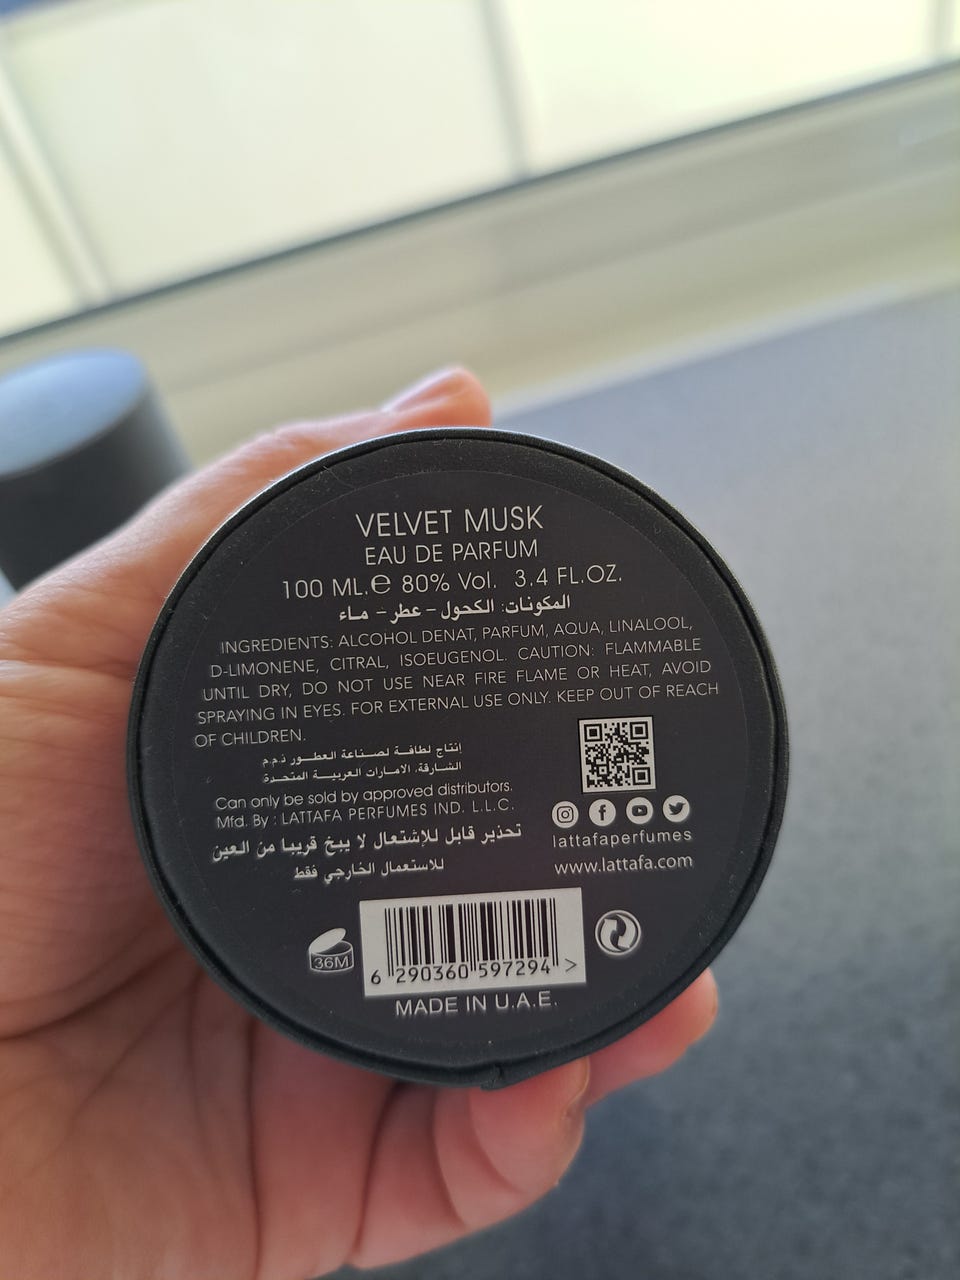 VELVET MUSK
EAU DE PARFUM
100 ML.℮ 80% Vol. 3.4 FL.OZ.
المكونات: الكحول - عطر - ماء
INGREDIENTS: ALCOHOL DENAT, PARFUM, AQUA, LINALOOL,
D-LIMONENE, CITRAL, ISOEUGENOL. CAUTION: FLAMMABLE
UNTIL DRY, DO NOT USE NEAR FIRE FLAME OR HEAT, AVOID
SPRAYING IN EYES. FOR EXTERNAL USE ONLY. KEEP OUT OF REACH
OF CHILDREN.
إنتاج لطافة لصناعة العطور ذ.م.م
الشارقة، الامارات العربية المتحدة
Can only be sold by approved distributors.
Mfd. By : LATTAFA PERFUMES IND. L.L.C.
تحذير قابل للإشتعال لا يبخ قريبا من العين
للاستعمال الخارجي فقط
lattafaperfumes
www.lattafa.com
36M
6 290360 597294 >
MADE IN U.A.E.